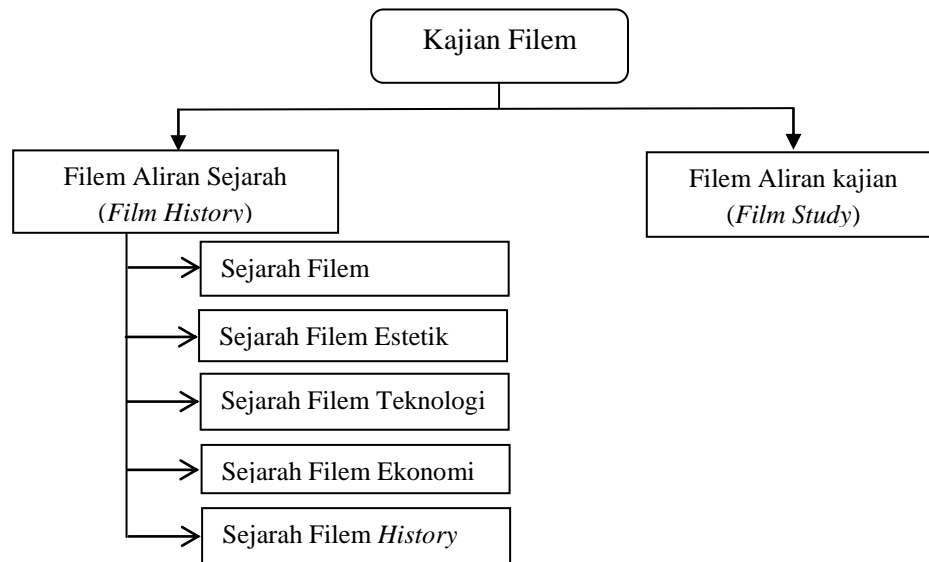 Kajian Filem
Filem Aliran Sejarah
(Film History)
Filem Aliran kajian
(Film Study)
Sejarah Filem
Sejarah Filem Estetik
Sejarah Filem Teknologi
Sejarah Filem Ekonomi
Sejarah Filem History